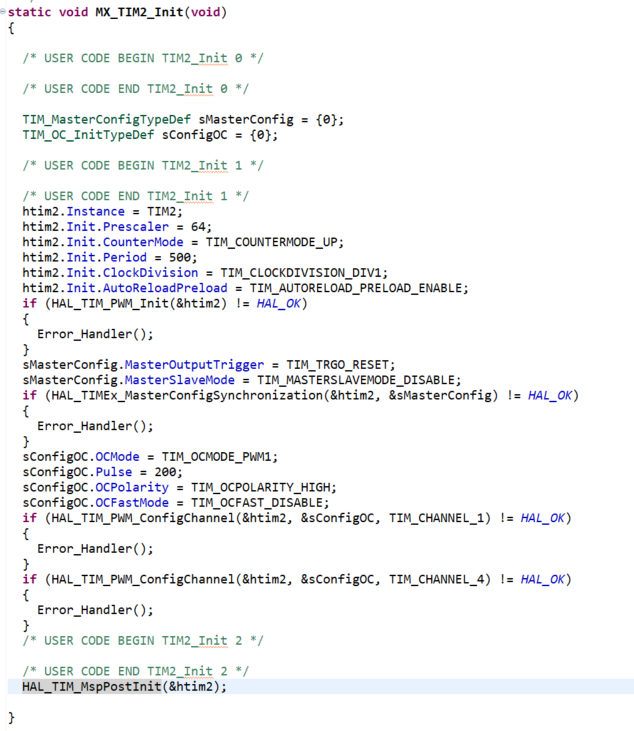 static void MX_TIM2_Init(void)
{
/* USER CODE BEGIN TIM2_Init 0 */
/* USER CODE END TIM2_Init 0 */
TIM_MasterConfigTypeDef sMasterConfig = {0};
TIM_OC_InitTypeDef sConfigOC = {0};
/* USER CODE BEGIN TIM2_Init 1 */
/* USER CODE END TIM2_Init 1 */
htim2.Instance = TIM2;
htim2.Init.Prescaler = 64;
htim2.Init.CounterMode = TIM_COUNTERMODE_UP;
htim2.Init.Period = 500;
htim2.Init.ClockDivision = TIM_CLOCKDIVISION_DIV1;
htim2.Init.AutoReloadPreload = TIM_AUTORELOAD_PRELOAD_ENABLE;
if (HAL_TIM_PWM_Init(&htim2) != HAL_OK)
{
Error_Handler();
}
sMasterConfig.MasterOutputTrigger = TIM_TRGO_RESET;
sMasterConfig.MasterSlaveMode = TIM_MASTERSLAVEMODE_DISABLE;
if (HAL_TIMEx_MasterConfigSynchronization(&htim2, &sMasterConfig) != HAL_OK)
{
Error_Handler();
}
sConfigOC.OCMode = TIM_OCMODE_PWM1;
sConfigOC.Pulse = 200;
sConfigOC.OCPolarity = TIM_OCPOLARITY_HIGH;
sConfigOC.OCFastMode = TIM_OCFAST_DISABLE;
if (HAL_TIM_PWM_ConfigChannel(&htim2, &sConfigOC, TIM_CHANNEL_1) != HAL_OK)
{
Error_Handler();
}
if (HAL_TIM_PWM_ConfigChannel(&htim2, &sConfigOC, TIM_CHANNEL_4) != HAL_OK)
{
Error_Handler();
}
/* USER CODE BEGIN TIM2_Init 2 */
/* USER CODE END TIM2_Init 2 */
HAL_TIM_MspPostInit(&htim2);
}